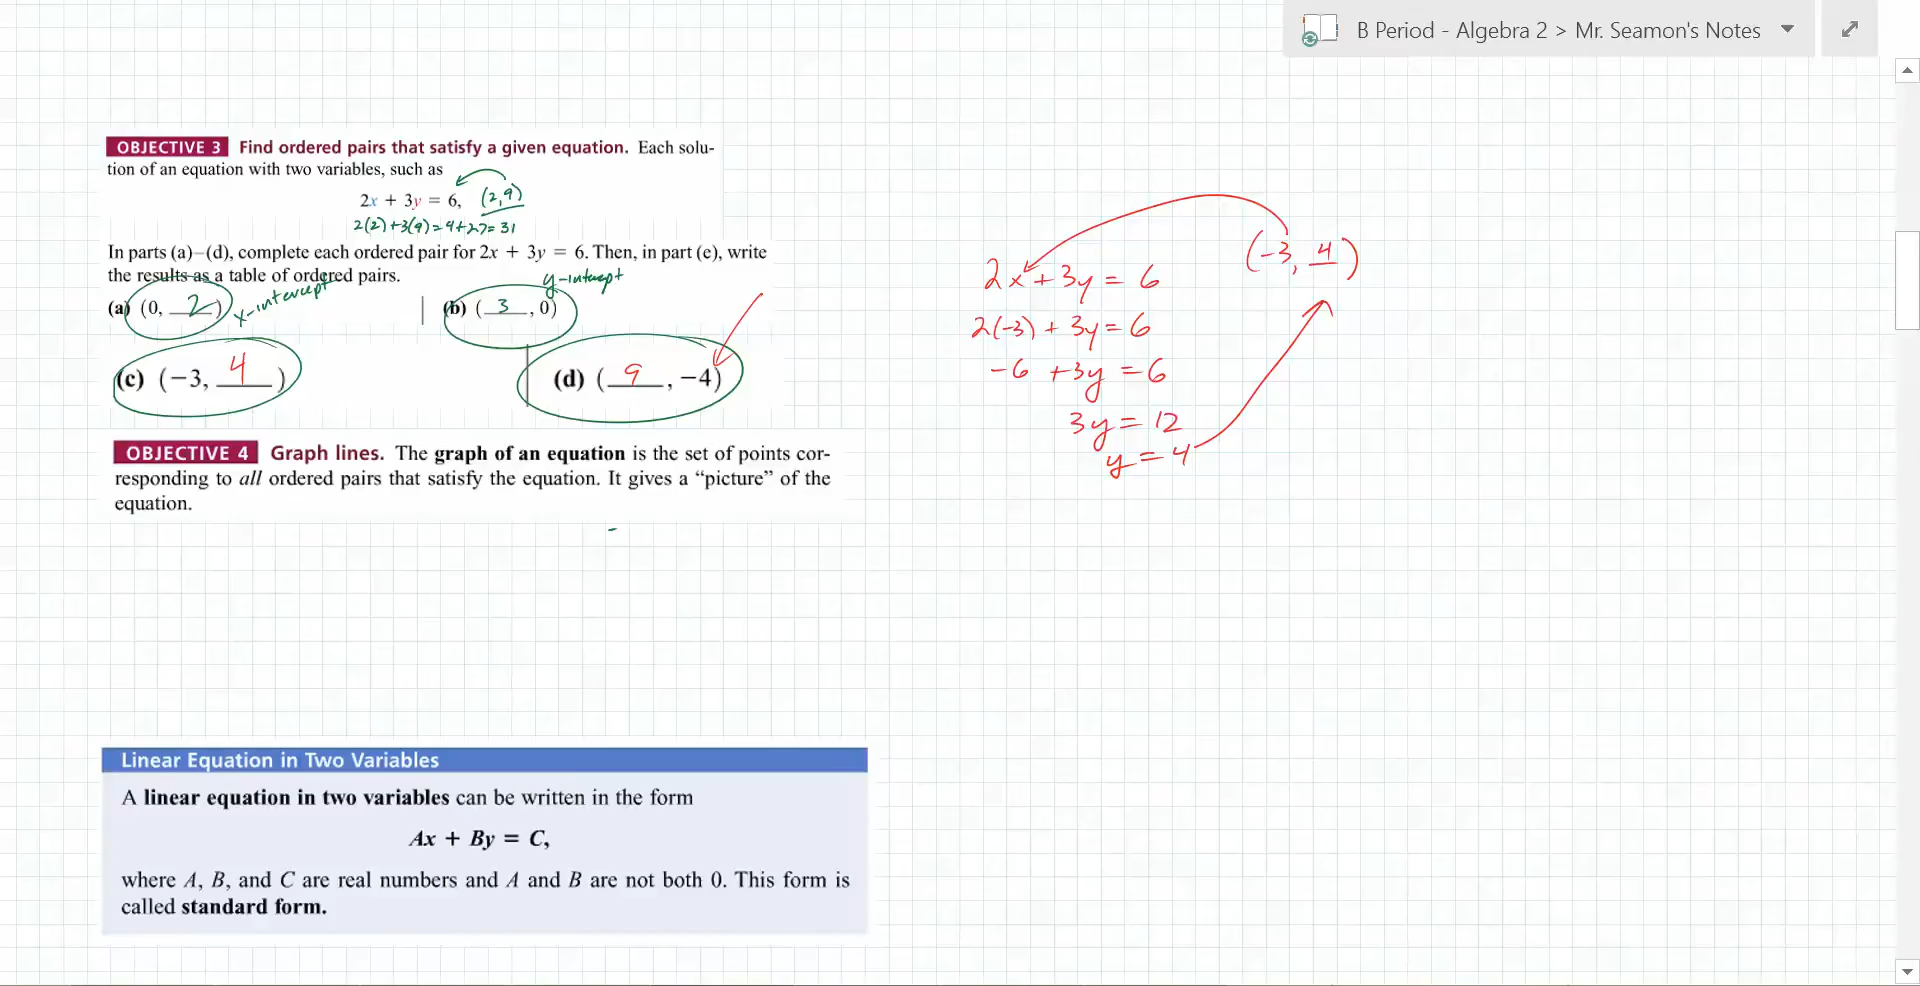 B Period - Algebra 2 > Mr. Seamon's Notes
OBJECTIVE 3 Find ordered pairs that satisfy a given equation. Each solu-
tion of an equation with two variables, such as
2x + 3y = 6, (2,9)
2(2)+3(9)=4+27=31
In parts (a)–(d), complete each ordered pair for 2x + 3y = 6. Then, in part (e), write
the results as a table of ordered pairs.
(a) (0, 2) x-intercept
(b) (3, 0) y-intercept
(c) (−3, 4)
(d) (9, −4)
OBJECTIVE 4 Graph lines. The graph of an equation is the set of points cor-
responding to all ordered pairs that satisfy the equation. It gives a “picture” of the
equation.
Linear Equation in Two Variables
A linear equation in two variables can be written in the form
Ax + By = C,
where A, B, and C are real numbers and A and B are not both 0. This form is
called standard form.
(-3, 4)
2x + 3y = 6
2(-3) + 3y = 6
-6 + 3y = 6
3y = 12
y = 4